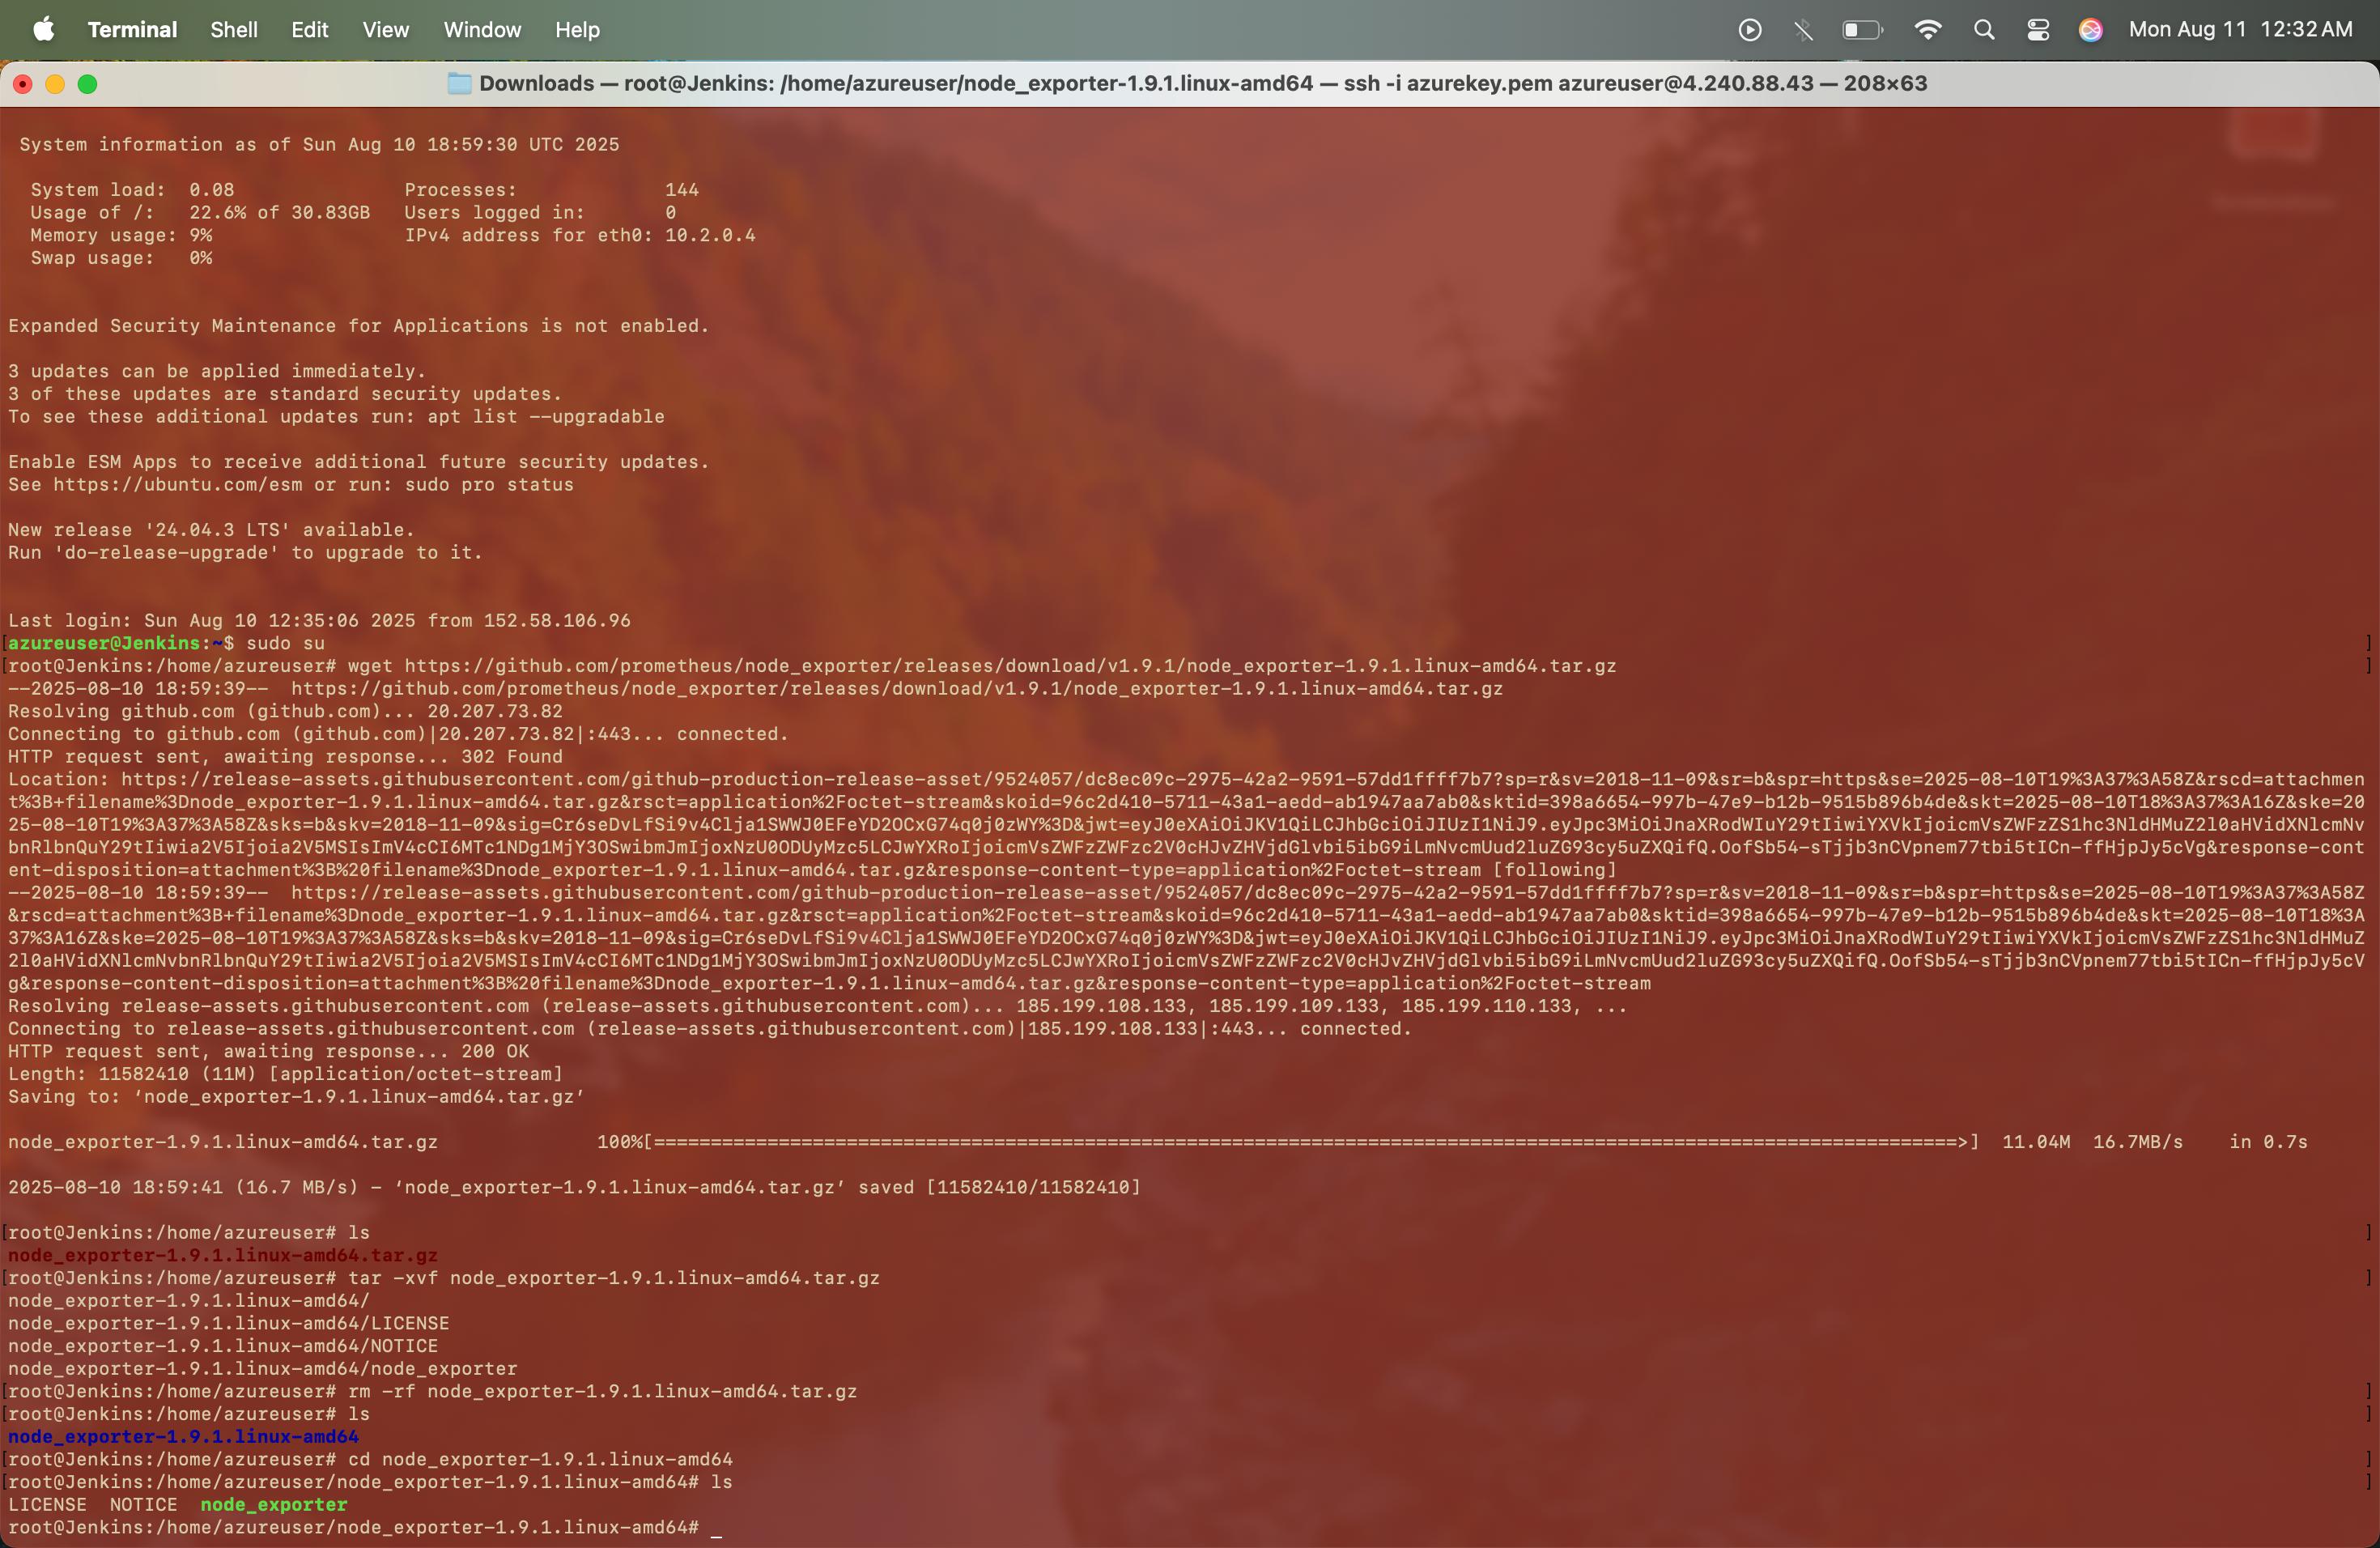 Terminal Shell Edit View Window Help Mon Aug 11 12:32 AM
Downloads — root@Jenkins: /home/azureuser/node_exporter-1.9.1.linux-amd64 — ssh -i azurekey.pem azureuser@4.240.88.43 — 208×63
System information as of Sun Aug 10 18:59:30 UTC 2025
System load: 0.08 Processes: 144
Usage of /: 22.6% of 30.83GB Users logged in: 0
Memory usage: 9% IPv4 address for eth0: 10.2.0.4
Swap usage: 0%
Expanded Security Maintenance for Applications is not enabled.
3 updates can be applied immediately.
3 of these updates are standard security updates.
To see these additional updates run: apt list --upgradable
Enable ESM Apps to receive additional future security updates.
See https://ubuntu.com/esm or run: sudo pro status
New release '24.04.3 LTS' available.
Run 'do-release-upgrade' to upgrade to it.
Last login: Sun Aug 10 12:35:06 2025 from 152.58.106.96
[azureuser@Jenkins:~$ sudo su ]
[root@Jenkins:/home/azureuser# wget https://github.com/prometheus/node_exporter/releases/download/v1.9.1/node_exporter-1.9.1.linux-amd64.tar.gz ]
--2025-08-10 18:59:39-- https://github.com/prometheus/node_exporter/releases/download/v1.9.1/node_exporter-1.9.1.linux-amd64.tar.gz
Resolving github.com (github.com)... 20.207.73.82
Connecting to github.com (github.com)|20.207.73.82|:443... connected.
HTTP request sent, awaiting response... 302 Found
Location: https://release-assets.githubusercontent.com/github-production-release-asset/9524057/dc8ec09c-2975-42a2-9591-57dd1ffff7b7?sp=r&sv=2018-11-09&sr=b&spr=https&se=2025-08-10T19%3A37%3A58Z&rscd=attachmen
t%3B+filename%3Dnode_exporter-1.9.1.linux-amd64.tar.gz&rsct=application%2Foctet-stream&skoid=96c2d410-5711-43a1-aedd-ab1947aa7ab0&sktid=398a6654-997b-47e9-b12b-9515b896b4de&skt=2025-08-10T18%3A37%3A16Z&ske=20
25-08-10T19%3A37%3A58Z&sks=b&skv=2018-11-09&sig=Cr6seDvLfSi9v4Clja1SWWJ0EFeYD2OCxG74q0j0zWY%3D&jwt=eyJ0eXAiOiJKV1QiLCJhbGciOiJIUzI1NiJ9.eyJpc3MiOiJnaXRodWIuY29tIiwiYXVkIjoicmVsZWFzZS1hc3NldHMuZ2l0aHVidXNlcmNv
bnRlbnQuY29tIiwia2V5Ijoia2V5MSIsImV4cCI6MTc1NDg1MjY3OSwibmJmIjoxNzU0ODUyMzc5LCJwYXRoIjoicmVsZWFzZWFzc2V0cHJvZHVjdGlvbi5ibG9iLmNvcmUud2luZG93cy5uZXQifQ.OofSb54-sTjjb3nCVpnem77tbi5tICn-ffHjpJy5cVg&response-cont
ent-disposition=attachment%3B%20filename%3Dnode_exporter-1.9.1.linux-amd64.tar.gz&response-content-type=application%2Foctet-stream [following]
--2025-08-10 18:59:39-- https://release-assets.githubusercontent.com/github-production-release-asset/9524057/dc8ec09c-2975-42a2-9591-57dd1ffff7b7?sp=r&sv=2018-11-09&sr=b&spr=https&se=2025-08-10T19%3A37%3A58Z
&rscd=attachment%3B+filename%3Dnode_exporter-1.9.1.linux-amd64.tar.gz&rsct=application%2Foctet-stream&skoid=96c2d410-5711-43a1-aedd-ab1947aa7ab0&sktid=398a6654-997b-47e9-b12b-9515b896b4de&skt=2025-08-10T18%3A
37%3A16Z&ske=2025-08-10T19%3A37%3A58Z&sks=b&skv=2018-11-09&sig=Cr6seDvLfSi9v4Clja1SWWJ0EFeYD2OCxG74q0j0zWY%3D&jwt=eyJ0eXAiOiJKV1QiLCJhbGciOiJIUzI1NiJ9.eyJpc3MiOiJnaXRodWIuY29tIiwiYXVkIjoicmVsZWFzZS1hc3NldHMuZ
2l0aHVidXNlcmNvbnRlbnQuY29tIiwia2V5Ijoia2V5MSIsImV4cCI6MTc1NDg1MjY3OSwibmJmIjoxNzU0ODUyMzc5LCJwYXRoIjoicmVsZWFzZWFzc2V0cHJvZHVjdGlvbi5ibG9iLmNvcmUud2luZG93cy5uZXQifQ.OofSb54-sTjjb3nCVpnem77tbi5tICn-ffHjpJy5cV
g&response-content-disposition=attachment%3B%20filename%3Dnode_exporter-1.9.1.linux-amd64.tar.gz&response-content-type=application%2Foctet-stream
Resolving release-assets.githubusercontent.com (release-assets.githubusercontent.com)... 185.199.108.133, 185.199.109.133, 185.199.110.133, ...
Connecting to release-assets.githubusercontent.com (release-assets.githubusercontent.com)|185.199.108.133|:443... connected.
HTTP request sent, awaiting response... 200 OK
Length: 11582410 (11M) [application/octet-stream]
Saving to: ‘node_exporter-1.9.1.linux-amd64.tar.gz’
node_exporter-1.9.1.linux-amd64.tar.gz 100%[===================================================================================================================>] 11.04M 16.7MB/s in 0.7s
2025-08-10 18:59:41 (16.7 MB/s) - ‘node_exporter-1.9.1.linux-amd64.tar.gz’ saved [11582410/11582410]
[root@Jenkins:/home/azureuser# ls ]
node_exporter-1.9.1.linux-amd64.tar.gz
[root@Jenkins:/home/azureuser# tar -xvf node_exporter-1.9.1.linux-amd64.tar.gz ]
node_exporter-1.9.1.linux-amd64/
node_exporter-1.9.1.linux-amd64/LICENSE
node_exporter-1.9.1.linux-amd64/NOTICE
node_exporter-1.9.1.linux-amd64/node_exporter
[root@Jenkins:/home/azureuser# rm -rf node_exporter-1.9.1.linux-amd64.tar.gz ]
[root@Jenkins:/home/azureuser# ls ]
node_exporter-1.9.1.linux-amd64
[root@Jenkins:/home/azureuser# cd node_exporter-1.9.1.linux-amd64 ]
[root@Jenkins:/home/azureuser/node_exporter-1.9.1.linux-amd64# ls ]
LICENSE NOTICE node_exporter
root@Jenkins:/home/azureuser/node_exporter-1.9.1.linux-amd64# _